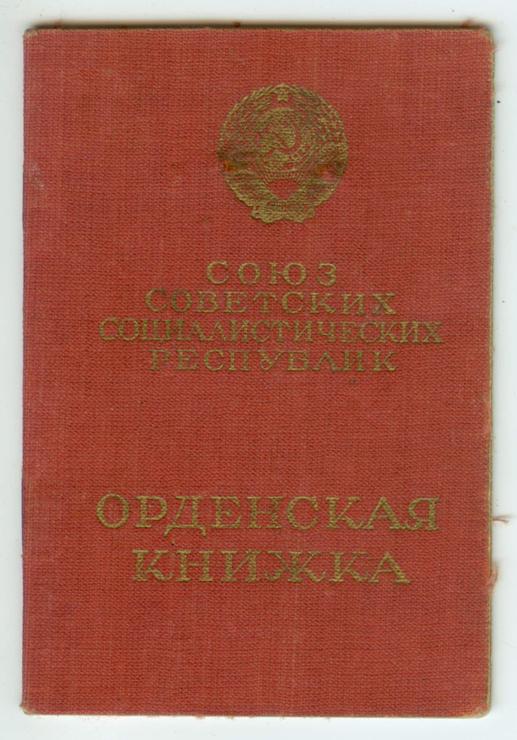 СОЮЗ
СОВЕТСКИХ
СОЦИАЛИСТИЧЕСКИХ
РЕСПУБЛИК
ОРДЕНСКАЯ
КНИЖКА